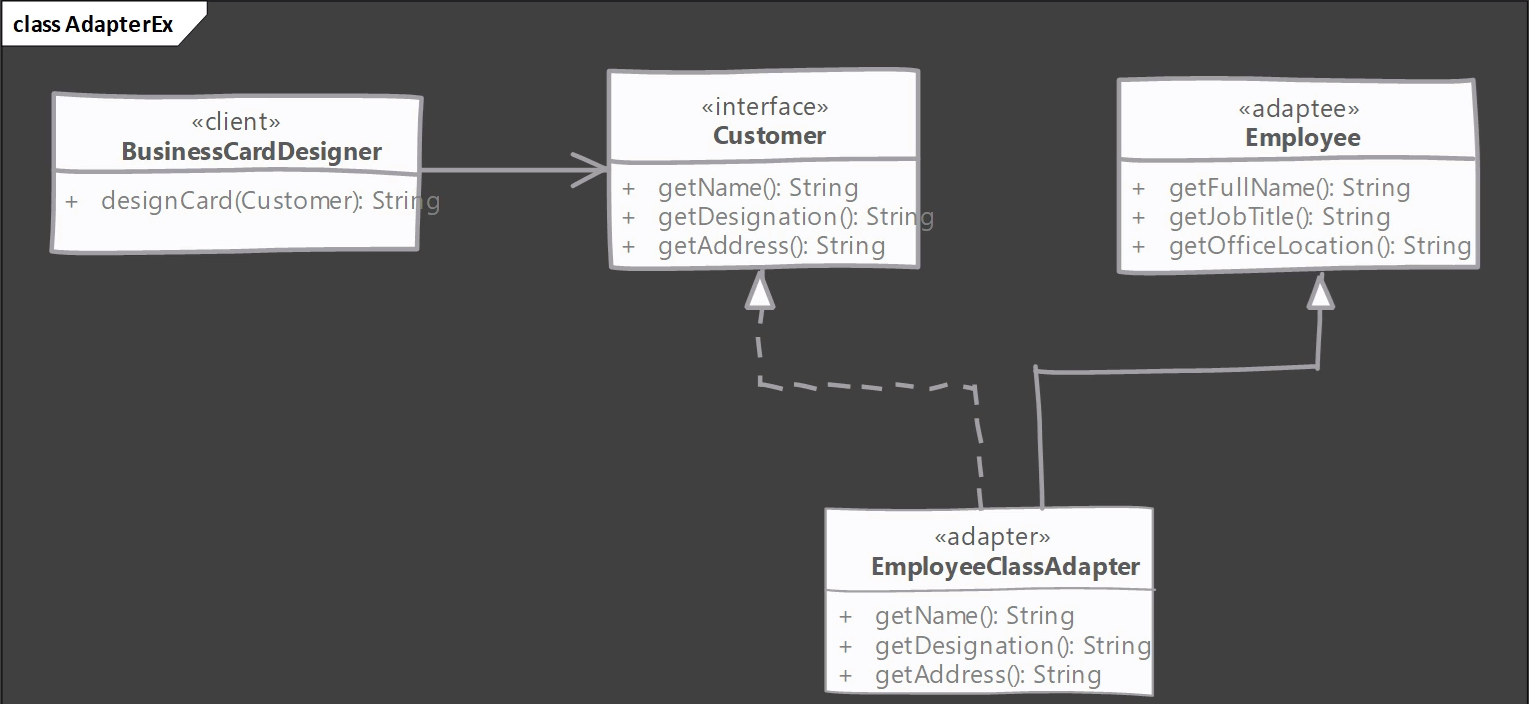 class AdapterEx
«client»
BusinessCardDesigner
+ designCard(Customer): String
«interface»
Customer
+ getName(): String
+ getDesignation(): String
+ getAddress(): String
«adaptee»
Employee
+ getFullName(): String
+ getJobTitle(): String
+ getOfficeLocation(): String
«adapter»
EmployeeClassAdapter
+ getName(): String
+ getDesignation(): String
+ getAddress(): String